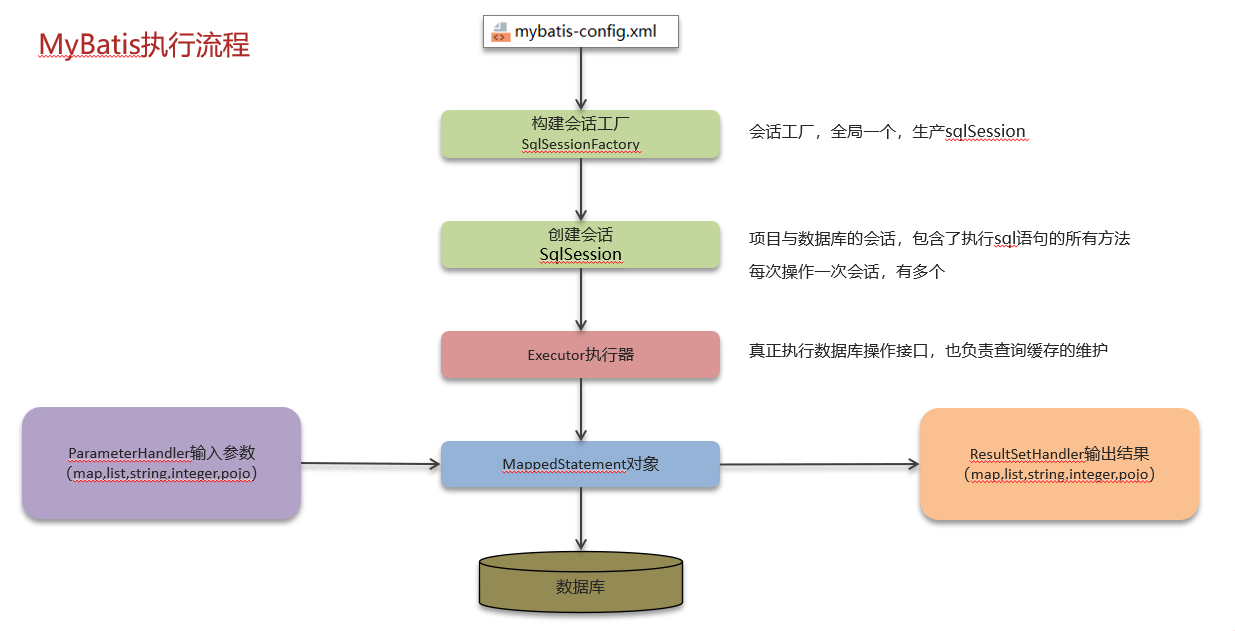 MyBatis执行流程
mybatis-config.xml
构建会话工厂
SqlSessionFactory
会话工厂，全局一个，生产sqlSession
创建会话
SqlSession
项目与数据库的会话，包含了执行sql语句的所有方法
每次操作一次会话，有多个
Executor执行器
真正执行数据库操作接口，也负责查询缓存的维护
ParameterHandler输入参数
（map,list,string,integer,pojo）
MappedStatement对象
ResultSetHandler输出结果
（map,list,string,integer,pojo）
数据库